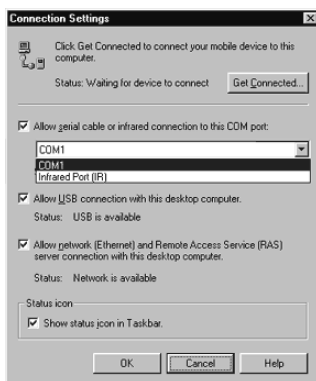 Connection Settings
Click Get Connected to connect your mobile device to this
computer.
Status: Waiting for device to connect
Get Connected...
Allow serial cable or infrared connection to this COM port:
COM1
COM1
Infrared Port (IR)
Allow USB connection with this desktop computer.
Status: USB is available
Allow network (Ethernet) and Remote Access Service (RAS)
server connection with this desktop computer.
Status: Network is available
Status icon
Show status icon in Taskbar.
OK Cancel Help